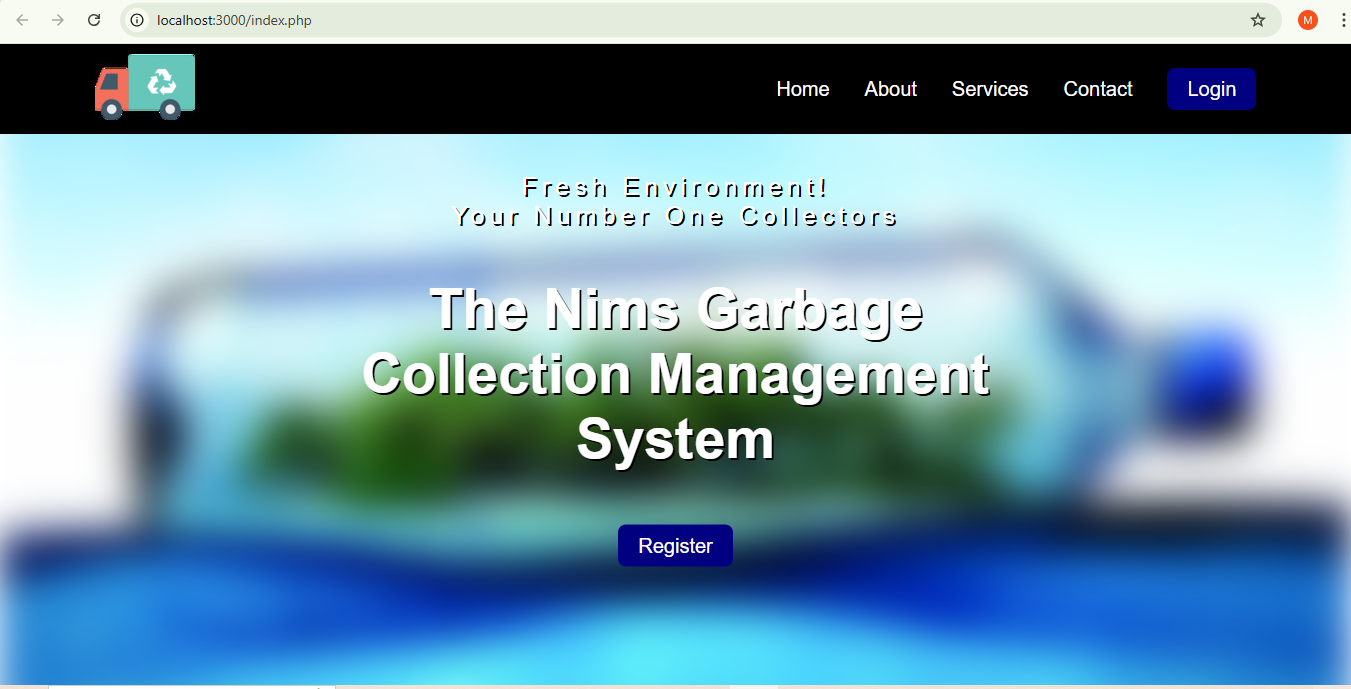 localhost:3000/index.php
M
Home About Services Contact Login
Fresh Environment!
Your Number One Collectors
The Nims Garbage
Collection Management
System
Register